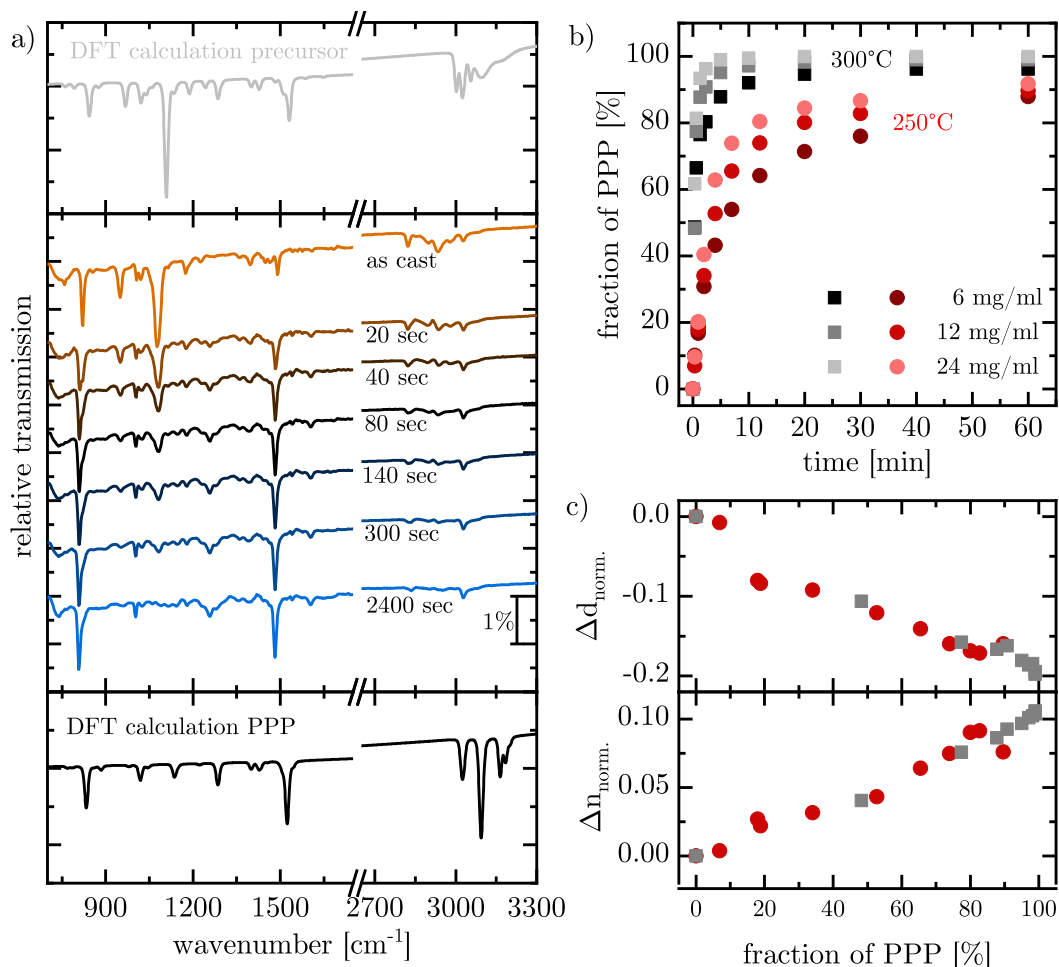 a)
DFT calculation precursor
as cast
20 sec
40 sec
80 sec
140 sec
300 sec
2400 sec
1%
DFT calculation PPP
relative transmission
900 1200 1500 2700 3000 3300
wavenumber [cm-1]
b)
100
80
60
40
20
0
fraction of PPP [%]
300°C
250°C
6 mg/ml
12 mg/ml
24 mg/ml
0 10 20 30 40 50 60
time [min]
c)
0.0
-0.1
-0.2
Δdnorm.
0.10
0.05
0.00
Δnnorm.
0 20 40 60 80 100
fraction of PPP [%]